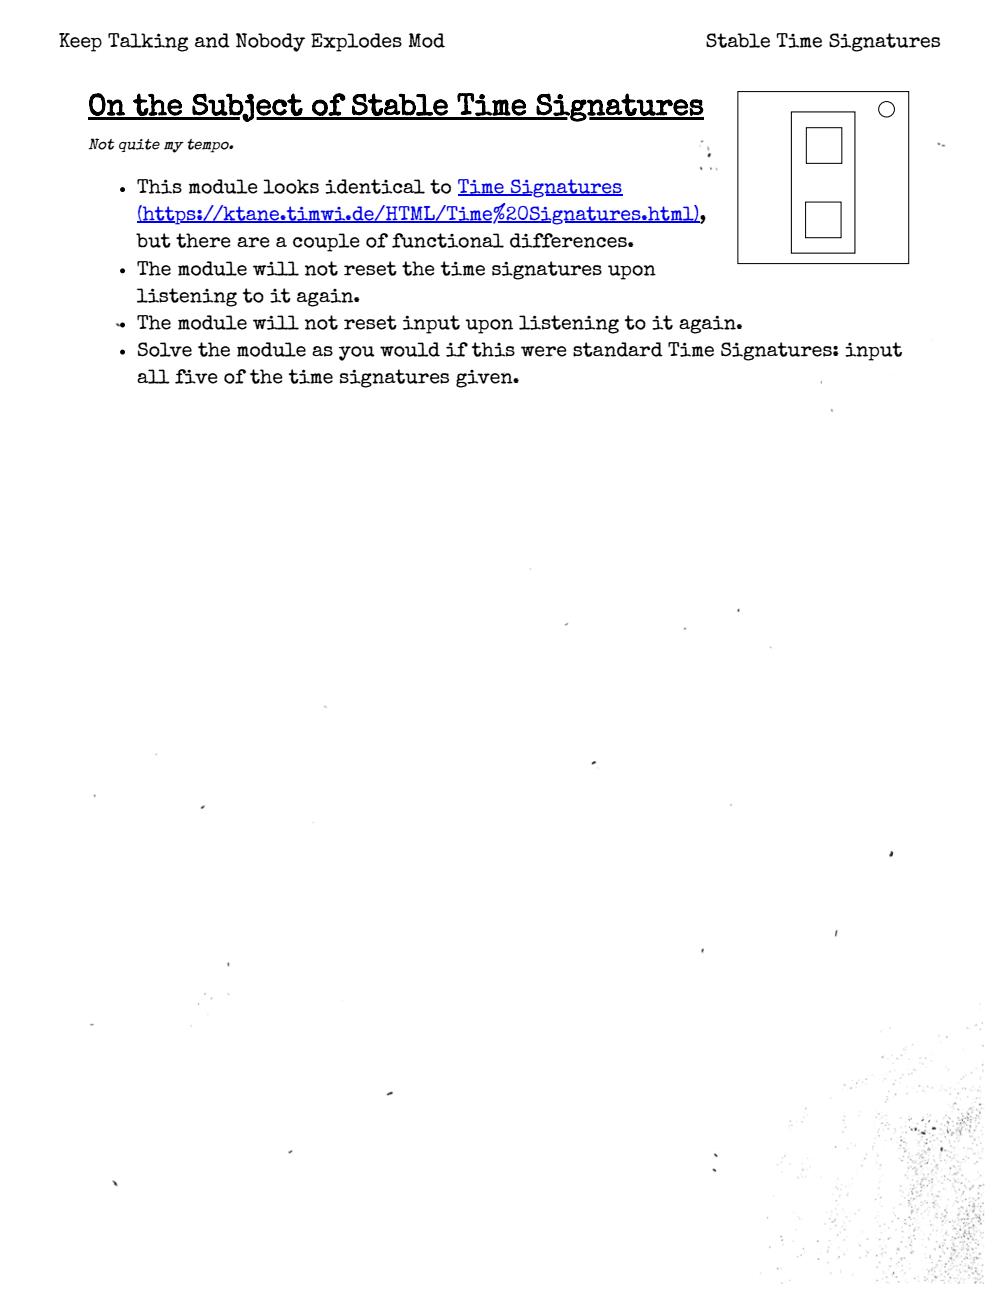 Keep Talking and Nobody Explodes Mod
Stable Time Signatures
On the Subject of Stable Time Signatures
Not quite my tempo.
• This module looks identical to Time Signatures
(https://ktane.timwi.de/HTML/Time%20Signatures.html),
but there are a couple of functional differences.
• The module will not reset the time signatures upon
listening to it again.
• The module will not reset input upon listening to it again.
• Solve the module as you would if this were standard Time Signatures: input
all five of the time signatures given.